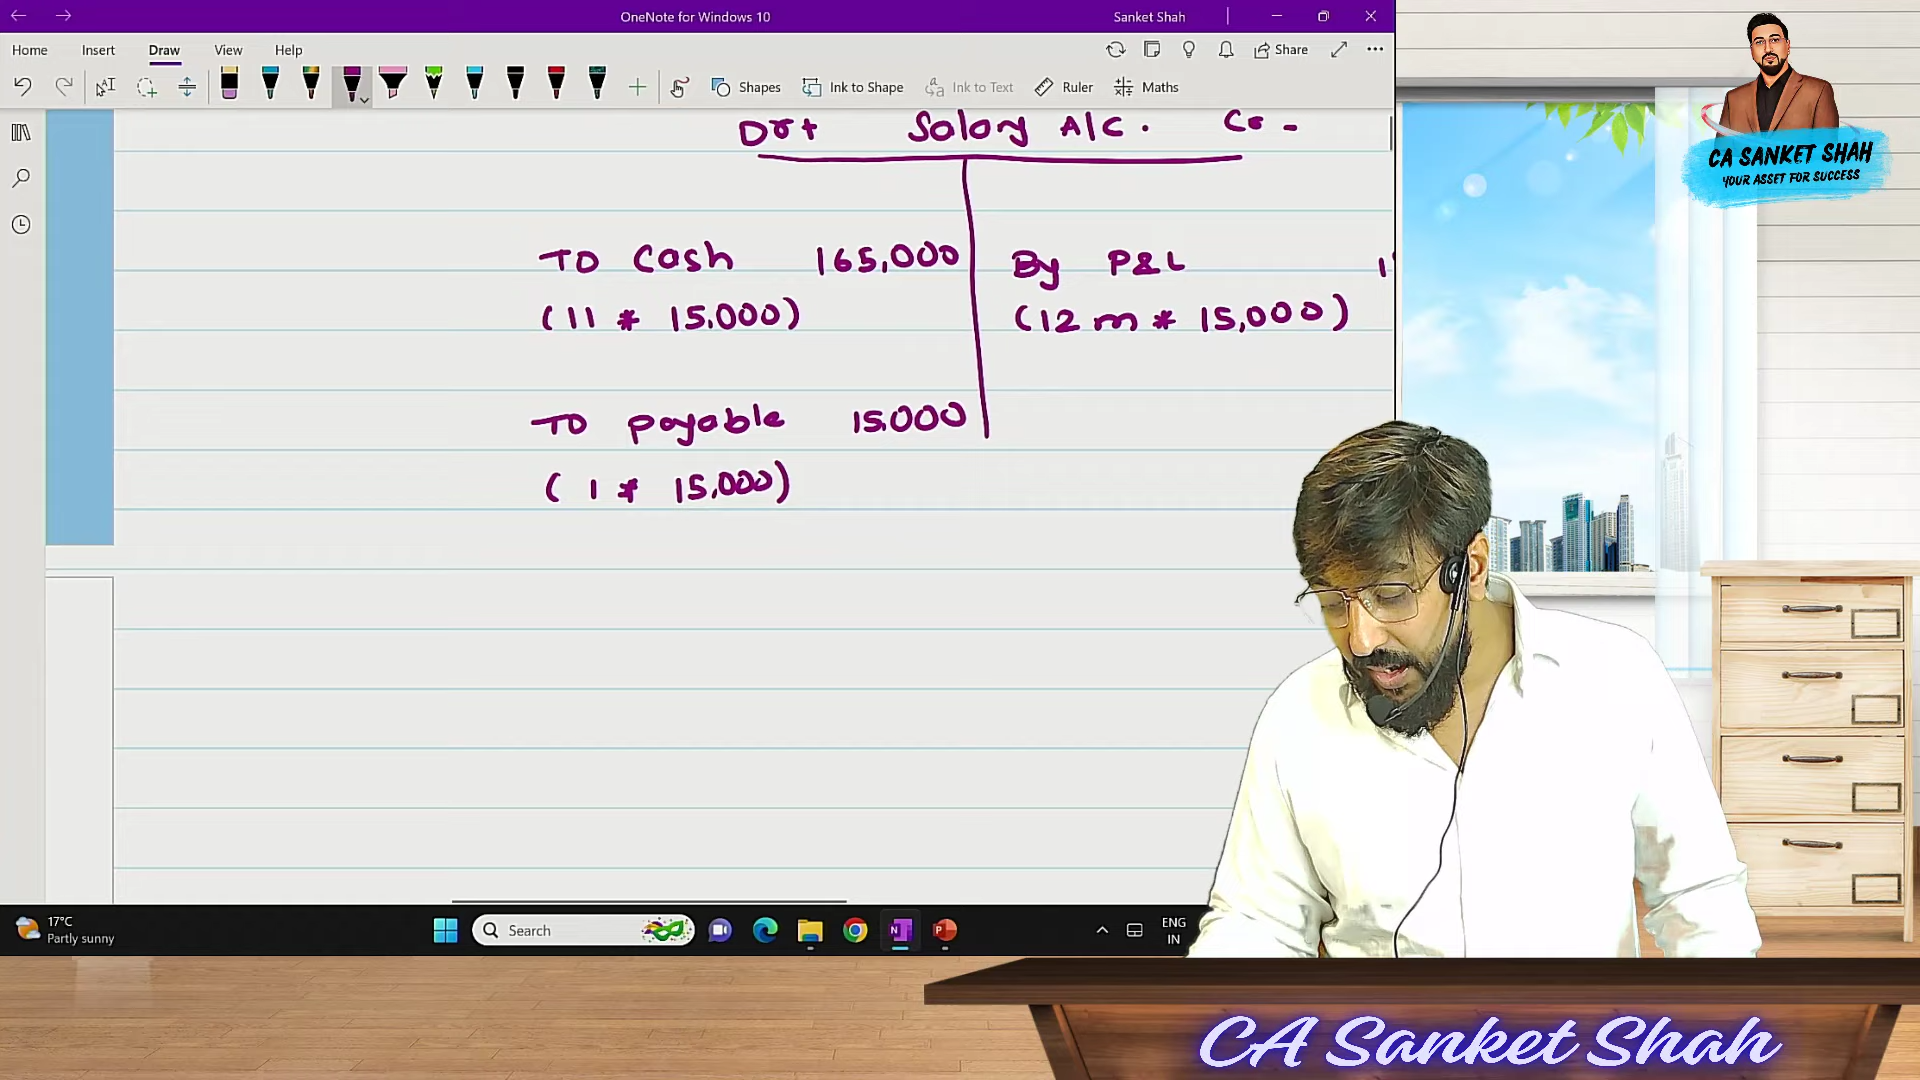 OneNote for Windows 10
Sanket Shah
Home Insert Draw View Help
Share
Shapes Ink to Shape Ink to Text Ruler Maths
Dr+ Salary A/C. Cr -
To Cash 165,000 By P&L
(11 * 15,000) (12 m * 15,000)
To payable 15,000
(1 * 15,000)
CA SANKET SHAH
YOUR ASSET FOR SUCCESS
17°C
Partly sunny
Search
ENG
IN
CA Sanket Shah